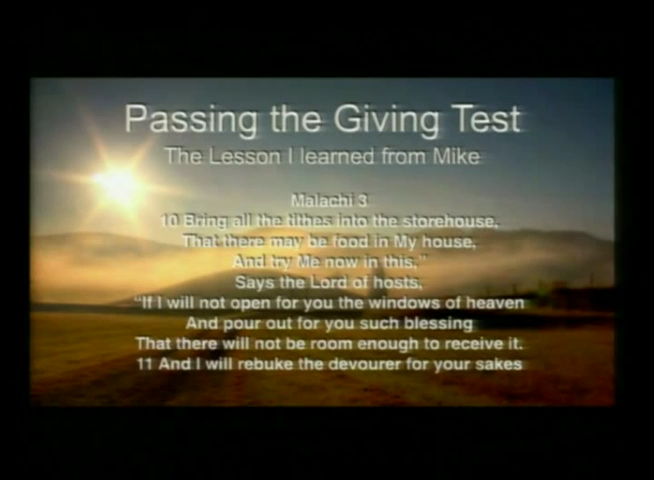 Passing the Giving Test
The Lesson I learned from Mike
Malachi 3
10 Bring all the tithes into the storehouse,
That there may be food in My house,
And try Me now in this,"
Says the Lord of hosts,
"If I will not open for you the windows of heaven
And pour out for you such blessing
That there will not be room enough to receive it.
11 And I will rebuke the devourer for your sakes